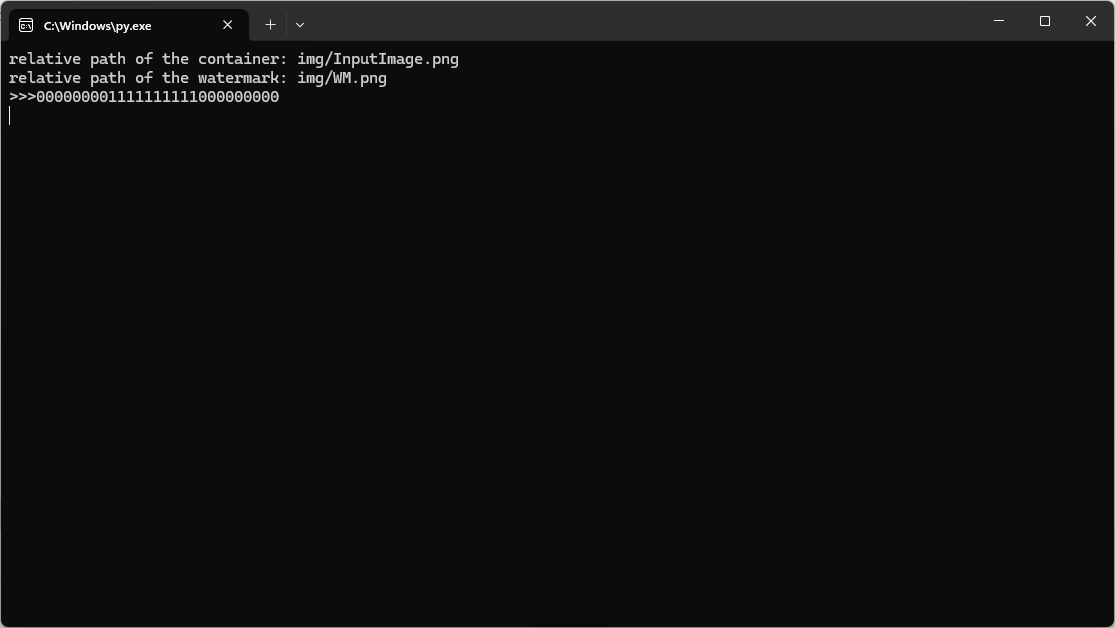 C:\Windows\py.exe
relative path of the container: img/InputImage.png
relative path of the watermark: img/WM.png
>>>000000001111111111000000000